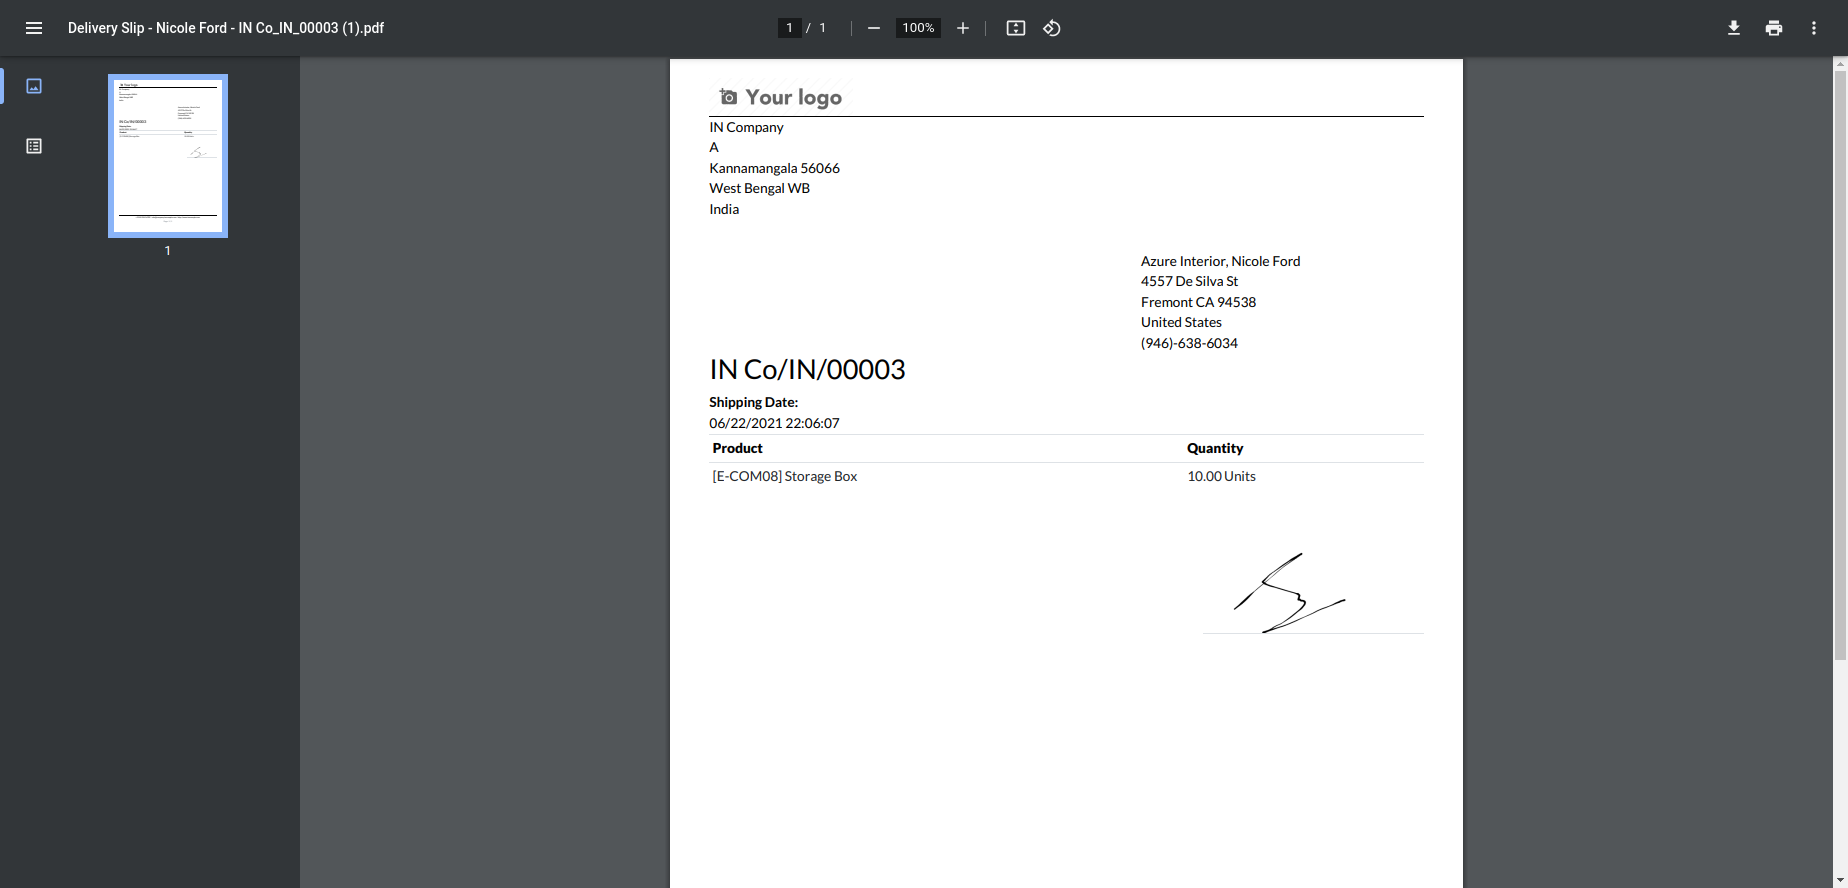 Delivery Slip - Nicole Ford - IN Co_IN_00003 (1).pdf
1 / 1
100%
1
Your logo
IN Company
A
Kannamangala 56066
West Bengal WB
India
Azure Interior, Nicole Ford
4557 De Silva St
Fremont CA 94538
United States
(946)-638-6034
IN Co/IN/00003
Shipping Date:
06/22/2021 22:06:07
Product Quantity
[E-COM08] Storage Box 10.00 Units